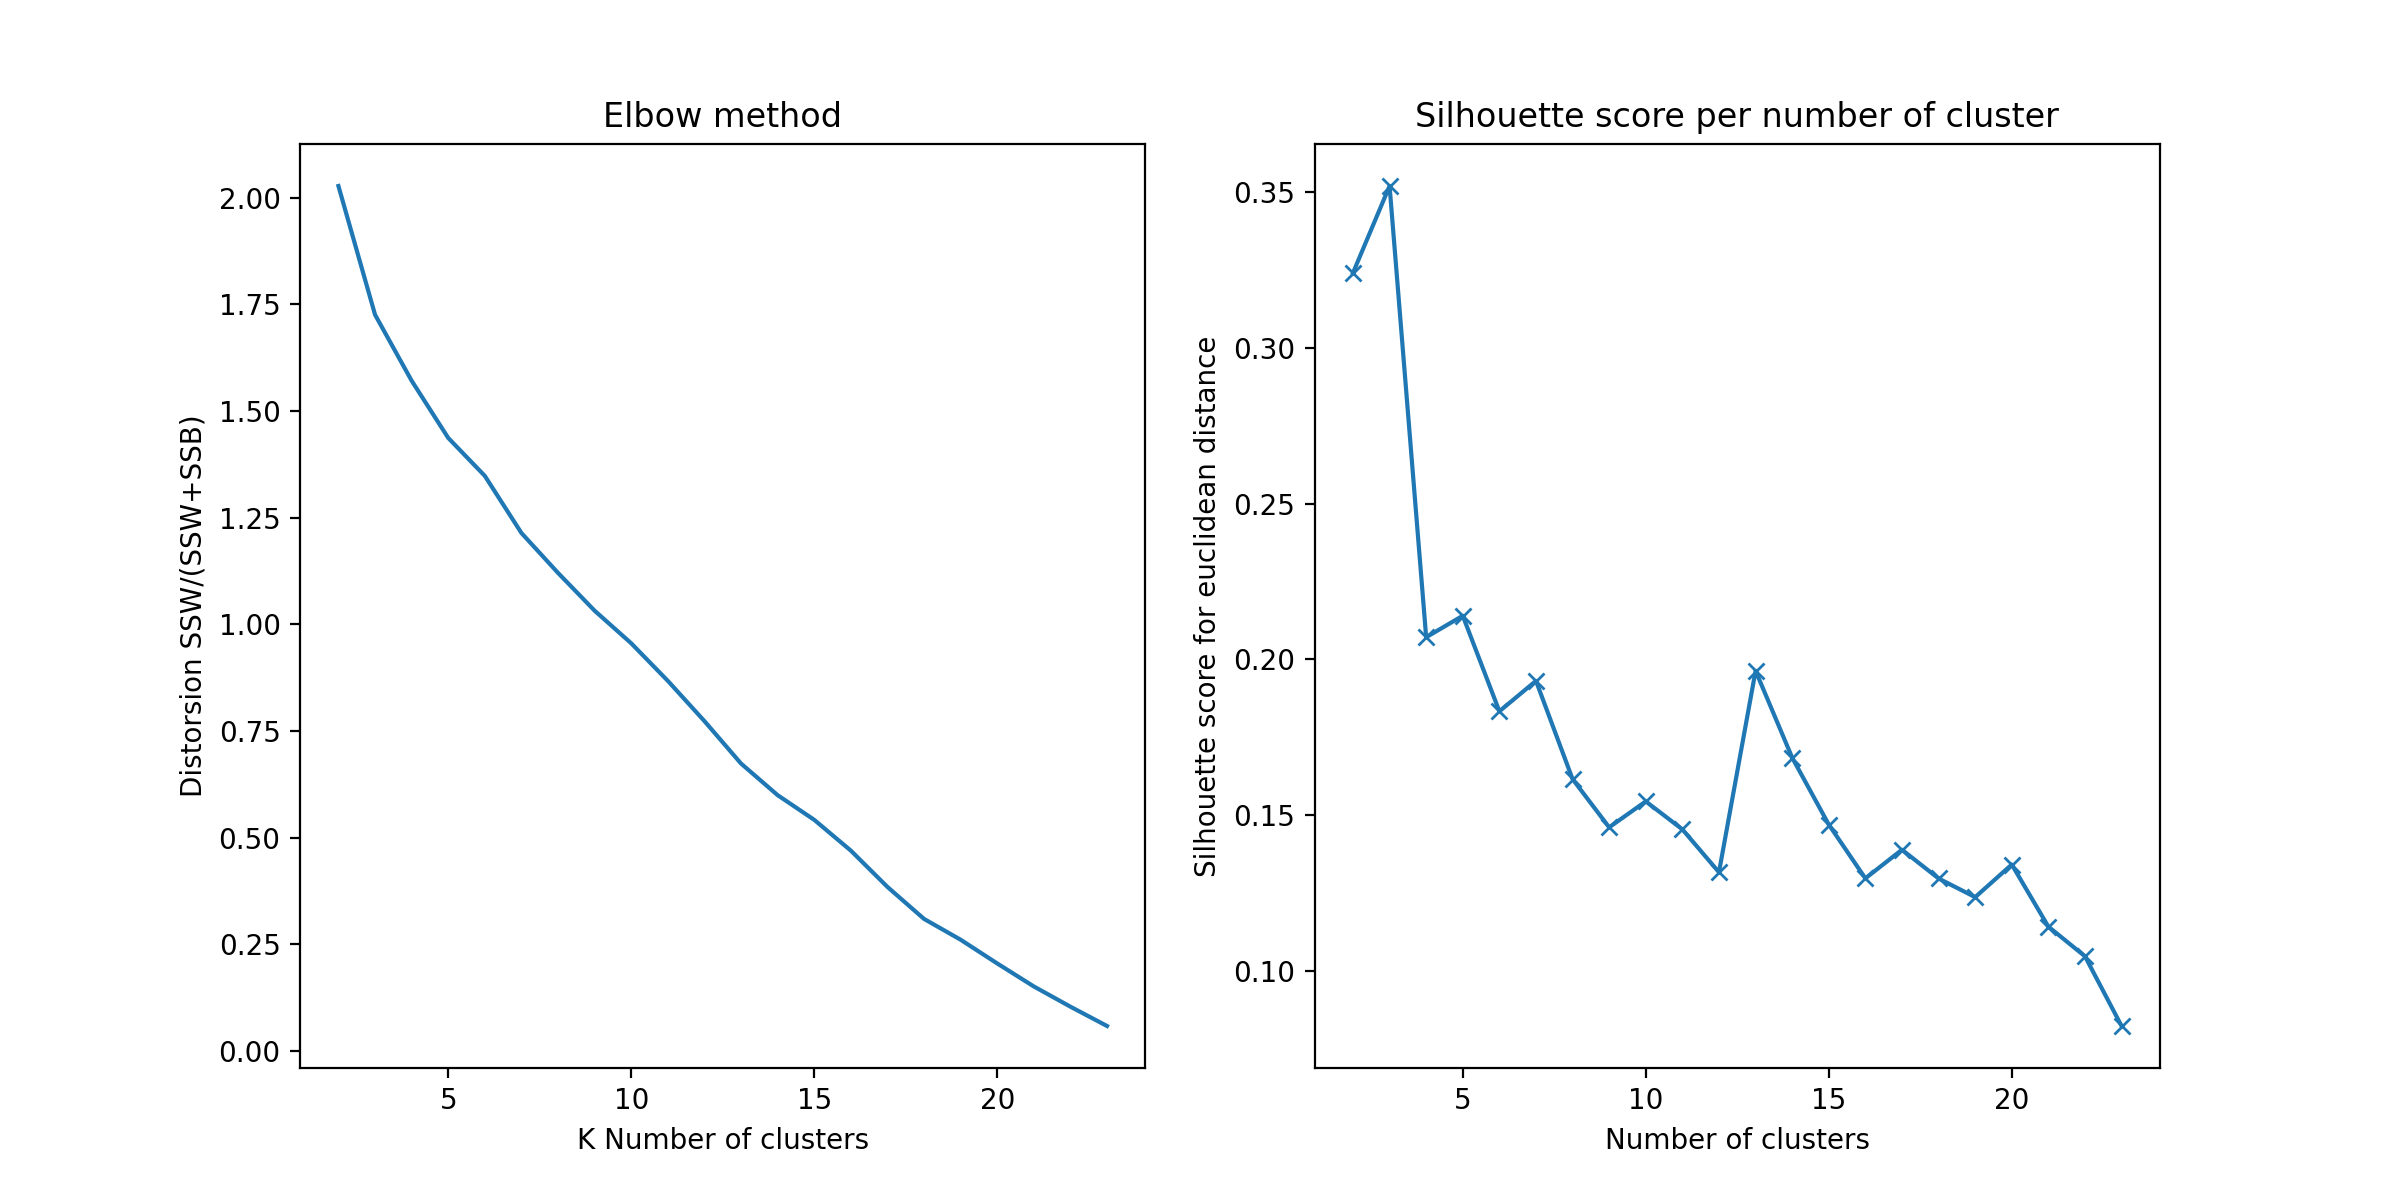 Elbow method
Distorsion SSW/(SSW+SSB)
2.00
1.75
1.50
1.25
1.00
0.75
0.50
0.25
0.00
5 10 15 20
K Number of clusters
Silhouette score per number of cluster
Silhouette score for euclidean distance
0.35
0.30
0.25
0.20
0.15
0.10
5 10 15 20
Number of clusters